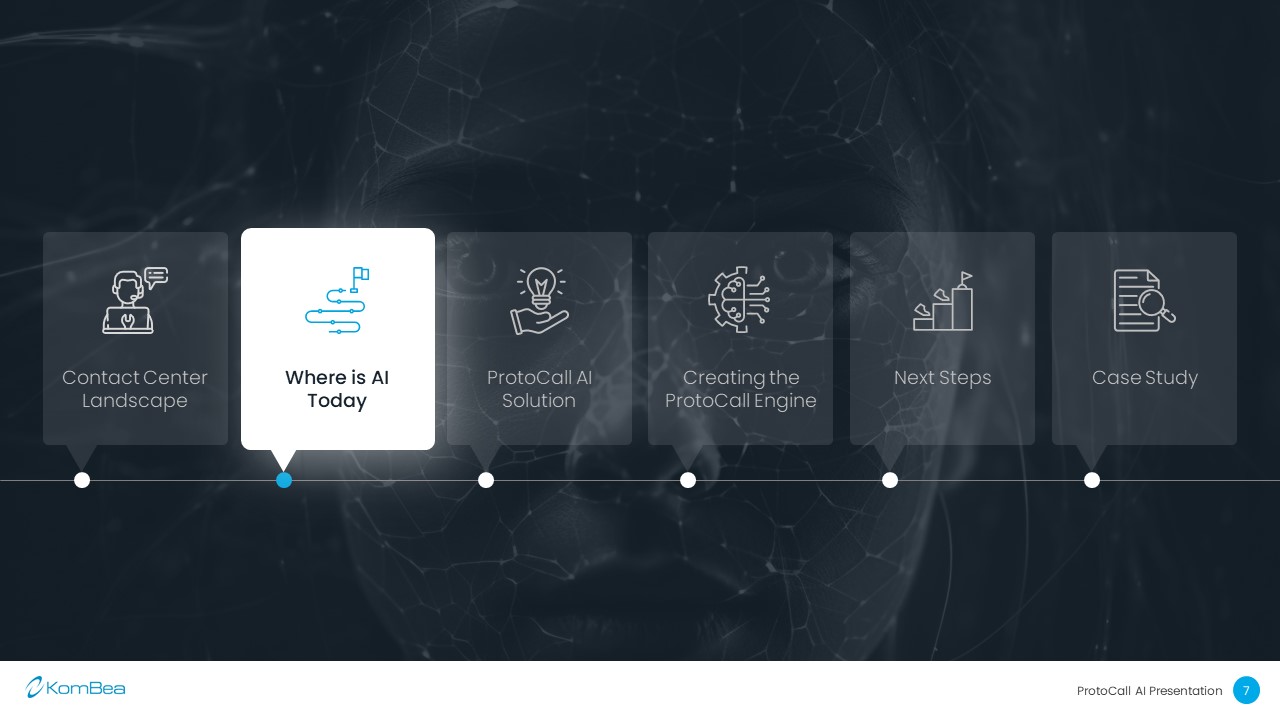 Contact Center
Landscape
Where is AI
Today
ProtoCall AI
Solution
Creating the
ProtoCall Engine
Next Steps
Case Study
KomBea
ProtoCall AI Presentation
7